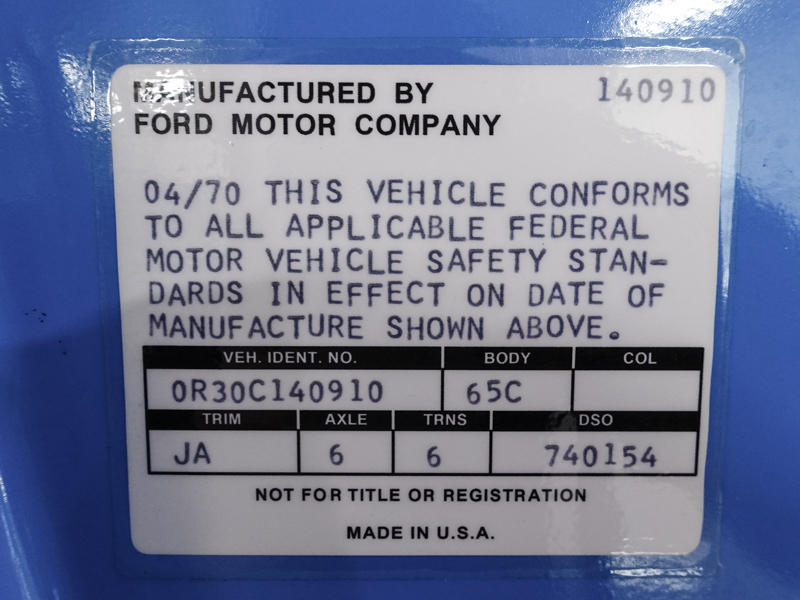 MANUFACTURED BY 140910
FORD MOTOR COMPANY
04/70 THIS VEHICLE CONFORMS
TO ALL APPLICABLE FEDERAL
MOTOR VEHICLE SAFETY STAN-
DARDS IN EFFECT ON DATE OF
MANUFACTURE SHOWN ABOVE.
VEH. IDENT. NO. BODY COL
0R30C140910 65C
TRIM AXLE TRNS DSO
JA 6 6 740154
NOT FOR TITLE OR REGISTRATION
MADE IN U.S.A.